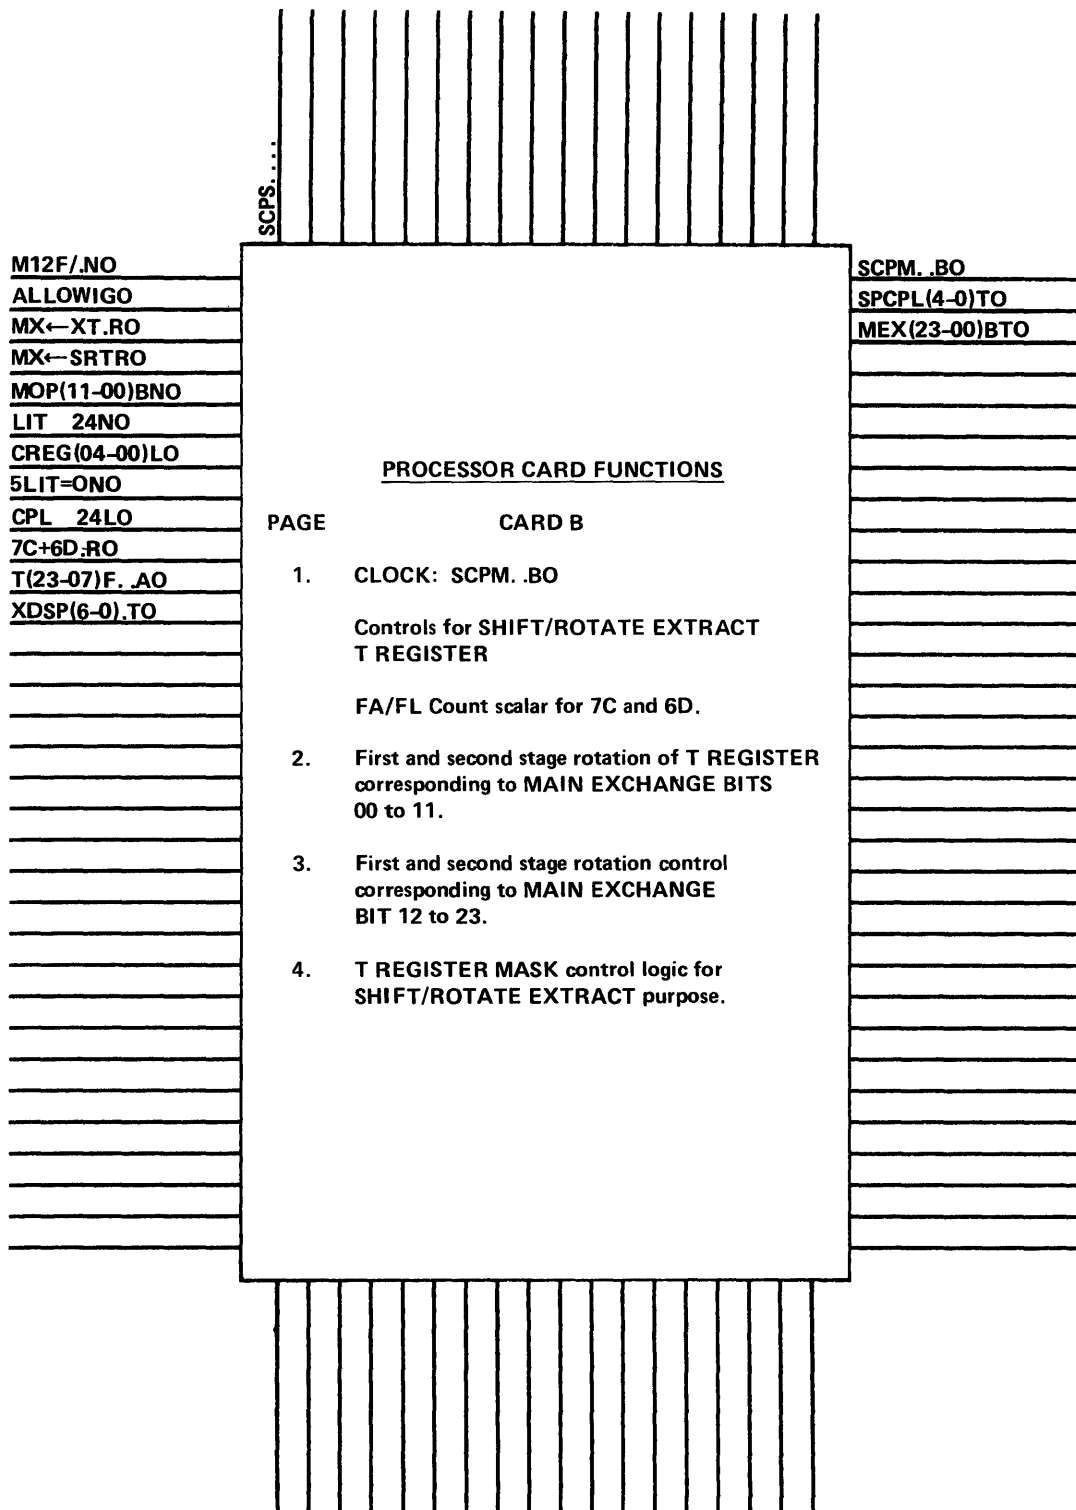 SCPS. . . .
M12F/.NO
ALLOWIGO
MX←XT.RO
MX←SRTRO
MOP(11-00)BNO
LIT 24NO
CREG(04-00)LO
5LIT=ONO
CPL 24LO
7C+6D.RO
T(23-07)F. .AO
XDSP(6-0).TO
SCPM. .BO
SPCPL(4-0)TO
MEX(23-00)BTO
PROCESSOR CARD FUNCTIONS
PAGE CARD B
1. CLOCK: SCPM. .BO
Controls for SHIFT/ROTATE EXTRACT
T REGISTER
FA/FL Count scalar for 7C and 6D.
2. First and second stage rotation of T REGISTER
corresponding to MAIN EXCHANGE BITS
00 to 11.
3. First and second stage rotation control
corresponding to MAIN EXCHANGE
BIT 12 to 23.
4. T REGISTER MASK control logic for
SHIFT/ROTATE EXTRACT purpose.